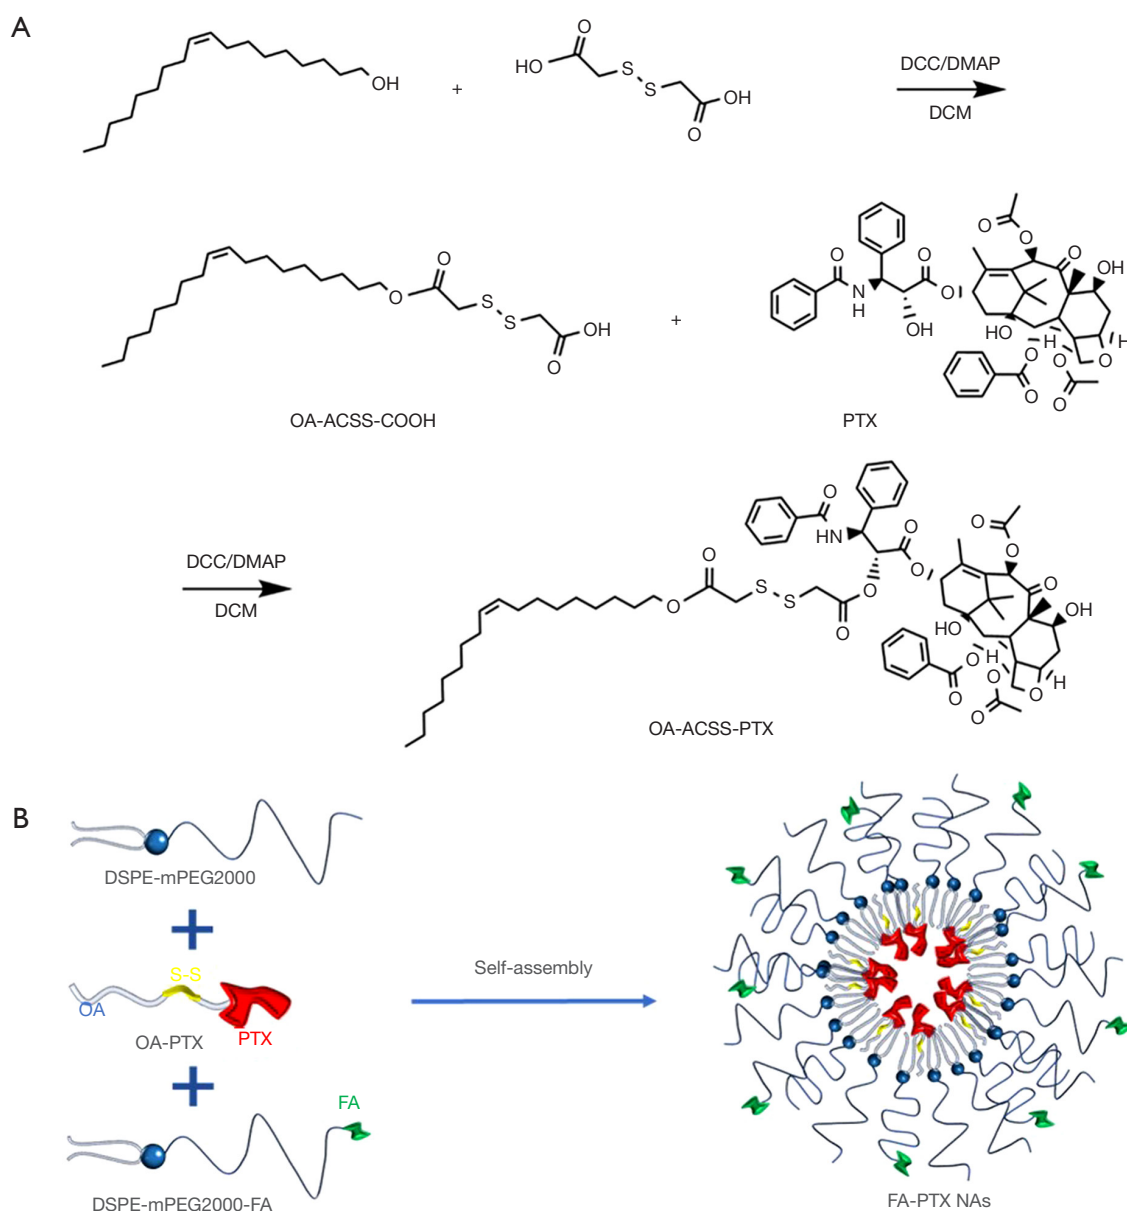 A
OH
+
O
HO
S
S
OH
O
DCC/DMAP
DCM
O
O
S
S
OH
O
OA-ACSS-COOH
+
O
N
H
O
O
OH
O
O
O
OH
HO
H
H
O
O
O
O
O
PTX
DCC/DMAP
DCM
O
O
S
S
O
O
O
HN
O
O
O
O
O
OH
HO
H
H
O
O
O
O
O
OA-ACSS-PTX
B
DSPE-mPEG2000
+
S-S
OA
OA-PTX
PTX
+
FA
DSPE-mPEG2000-FA
Self-assembly
FA-PTX NAs